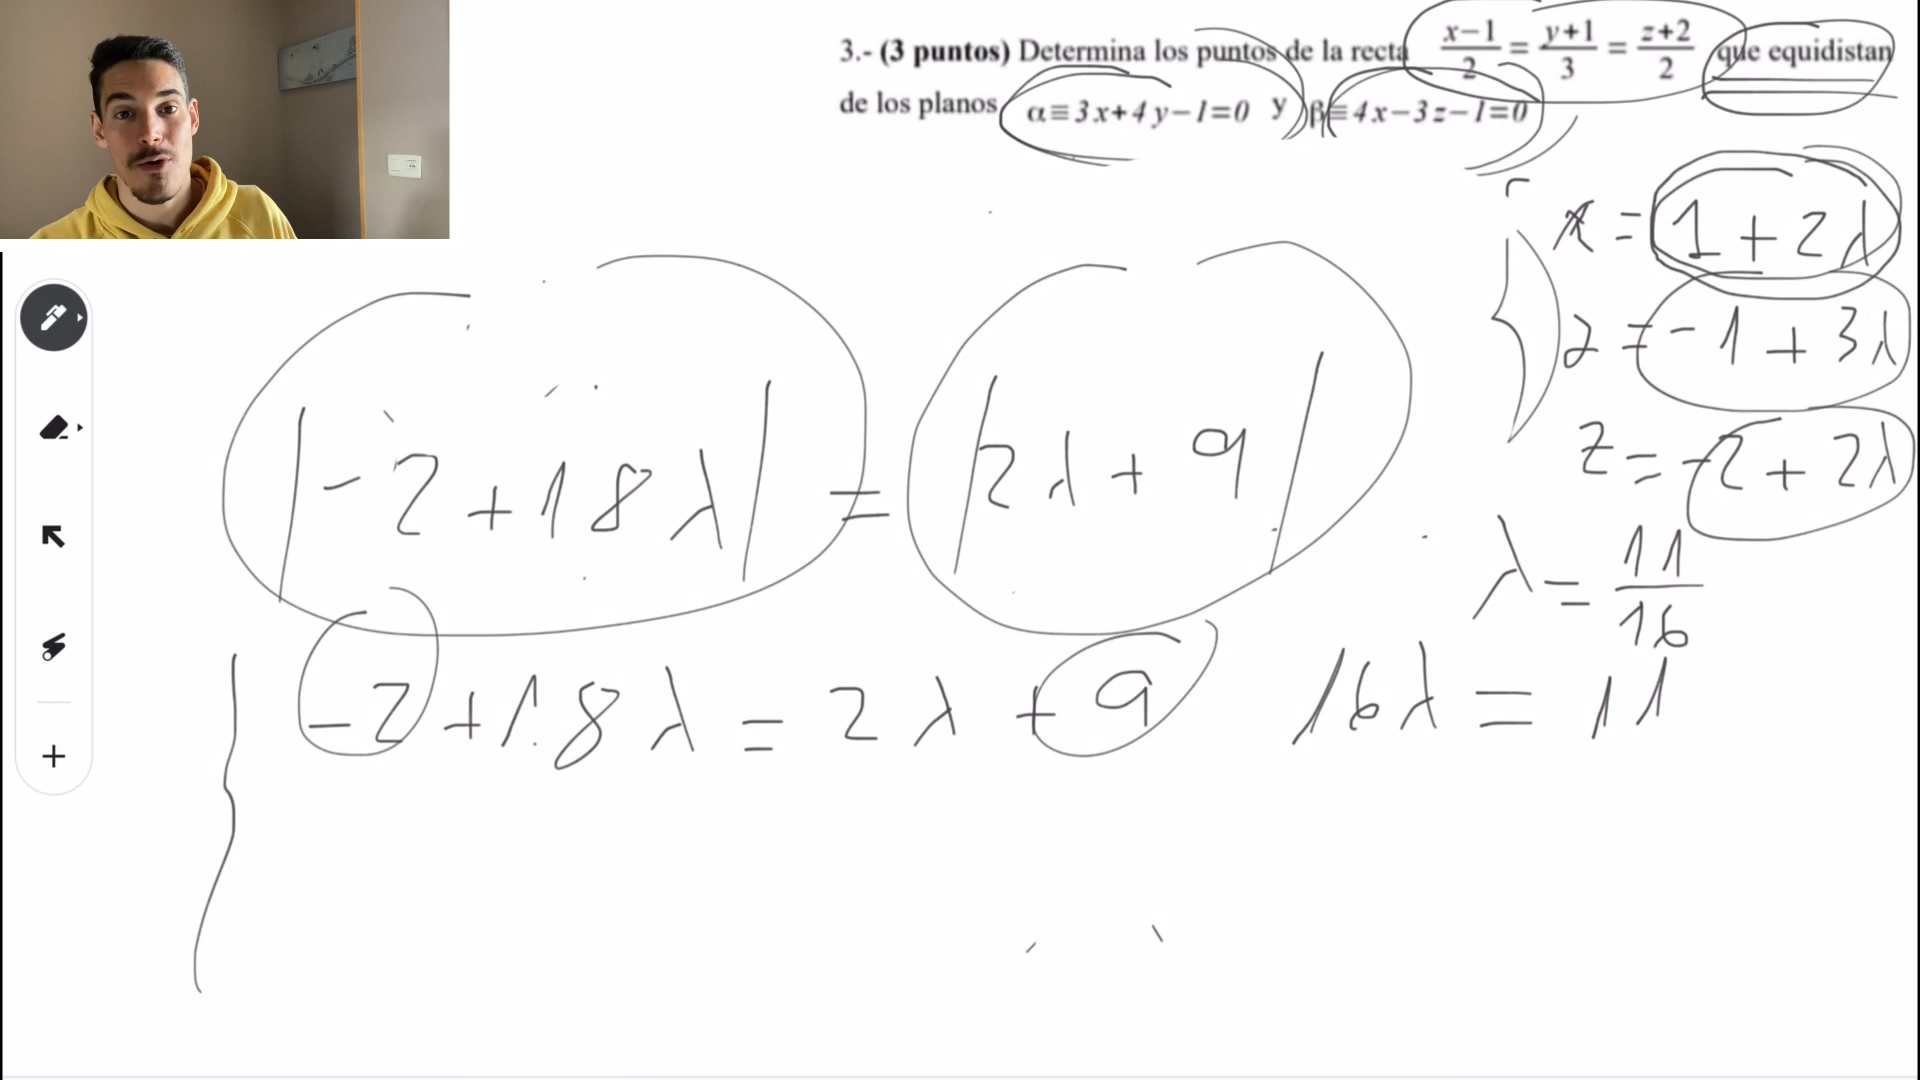 3.- (3 puntos) Determina los puntos de la recta (x−1)/2 = (y+1)/3 = (z+2)/2 que equidistan
de los planos α≡3x+4y−1=0 y β≡4x−3z−1=0
x = 1 + 2λ
2 = -1 + 3λ
z = -2 + 2λ
|-2 + 18λ| = |2λ + 9|
λ = 11/16
-2 + 18λ = 2λ + 9
16λ = 11